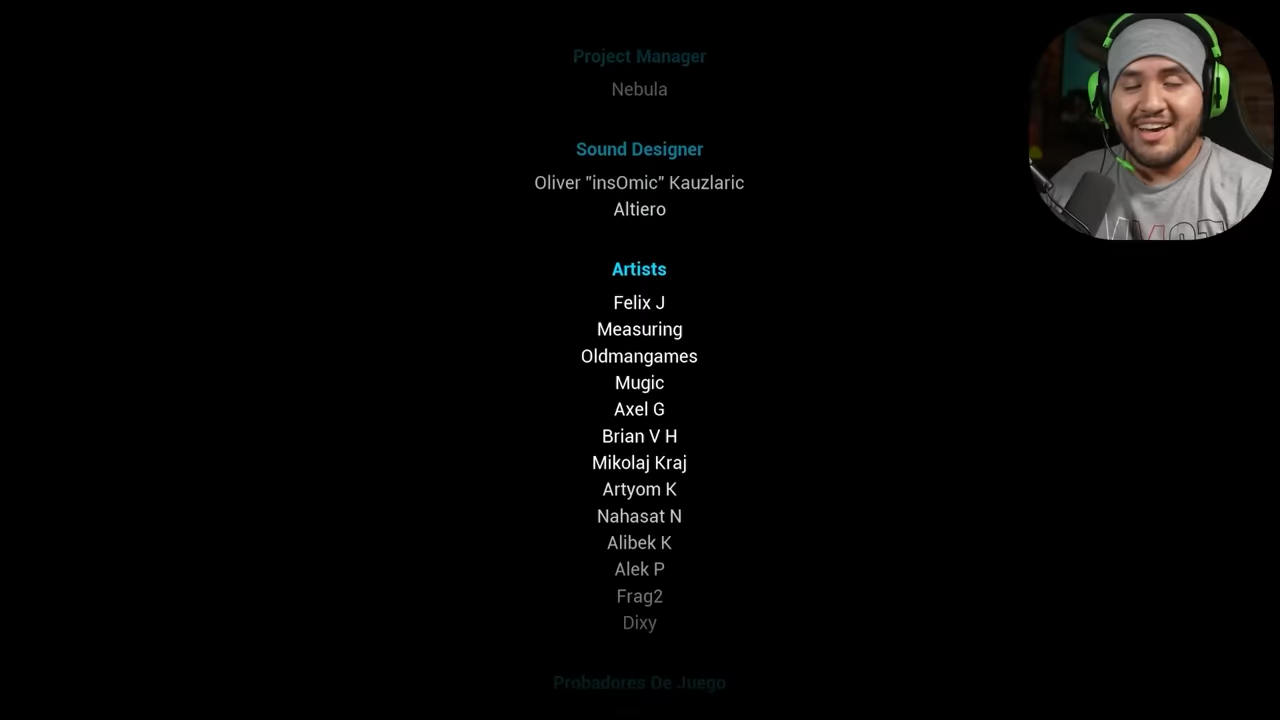 Project Manager
Nebula
Sound Designer
Oliver "insOmic" Kauzlaric
Altiero
Artists
Felix J
Measuring
Oldmangames
Mugic
Axel G
Brian V H
Mikolaj Kraj
Artyom K
Nahasat N
Alibek K
Alek P
Frag2
Dixy
Probadores De Juego